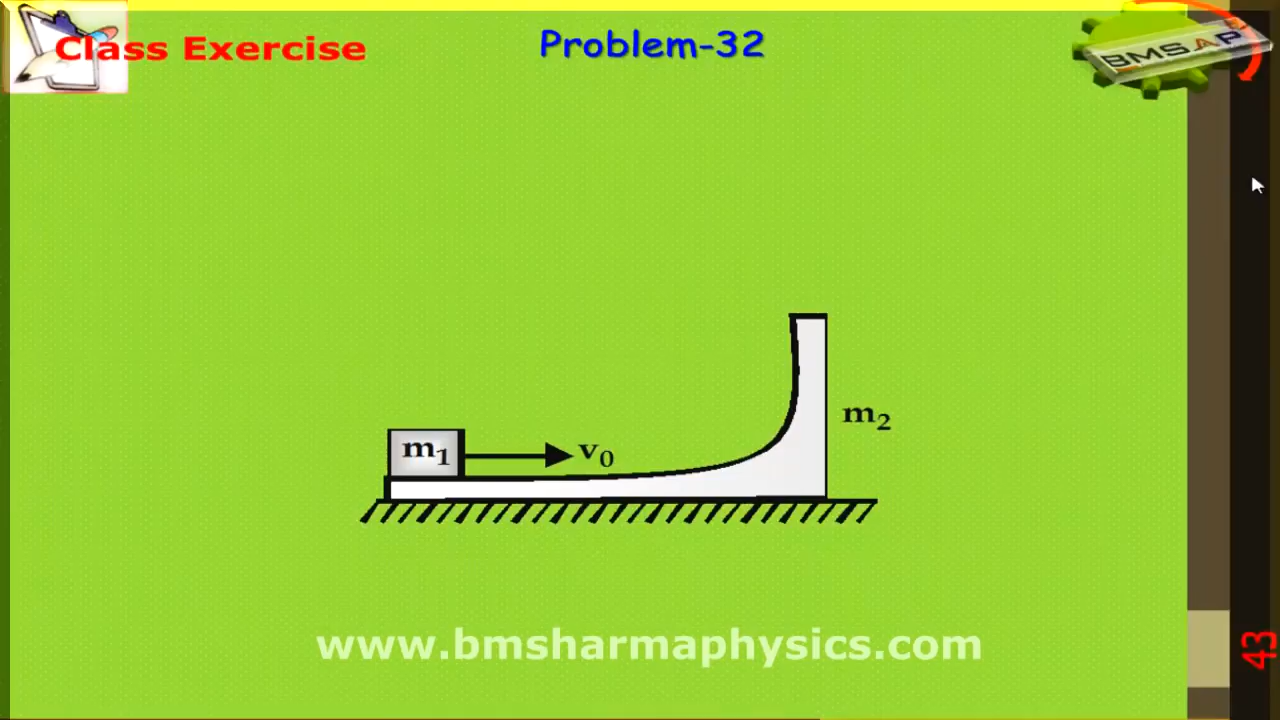 Class Exercise
Problem-32
BMSAP
m₂
m₁
v₀
www.bmsharmaphysics.com
43